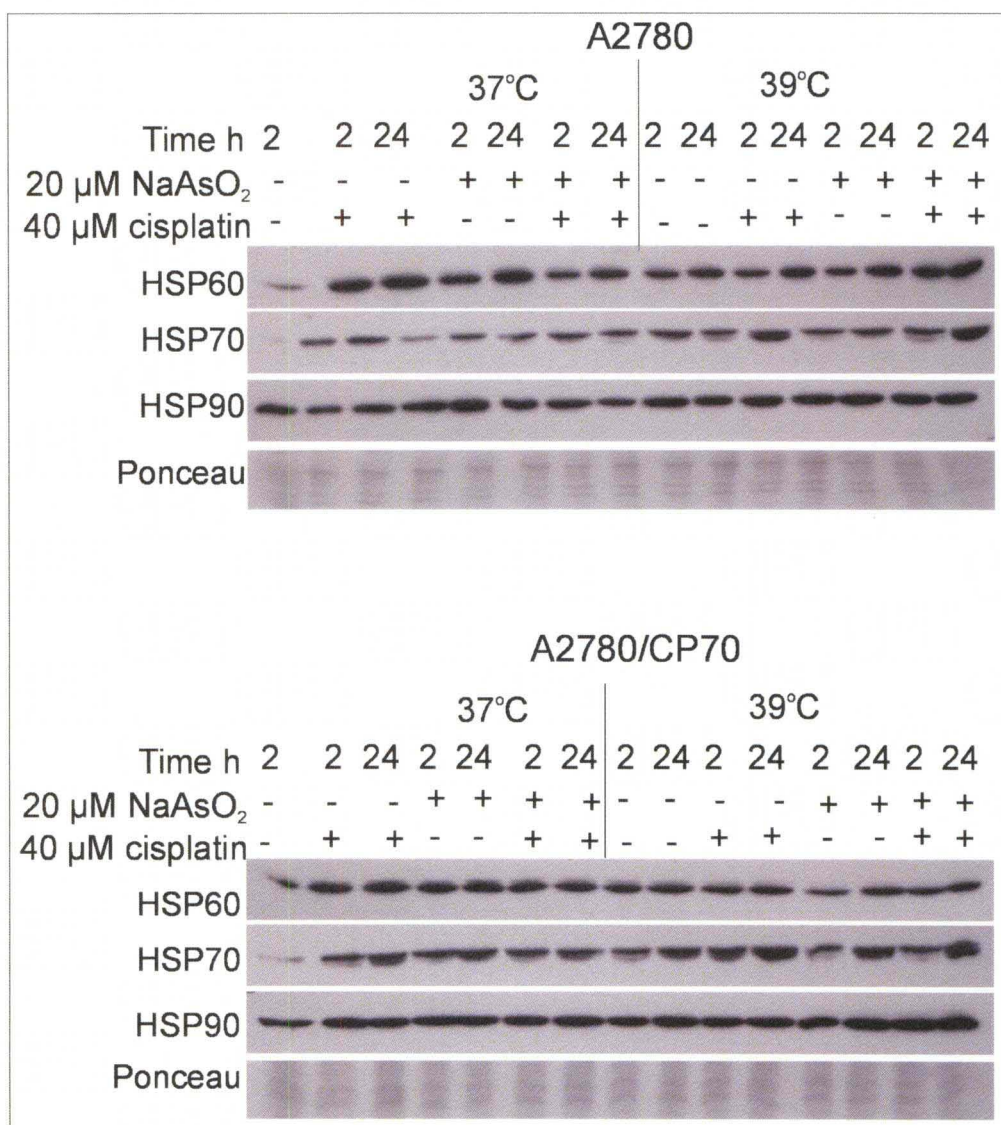 A2780
37°C 39°C
Time h 2 2 24 2 24 2 24 2 24 2 24 2 24 2 24
20 µM NaAsO₂ - - - + + + + - - - - + + + +
40 µM cisplatin - + + - - + + - - + + - - + +
HSP60
HSP70
HSP90
Ponceau
A2780/CP70
37°C 39°C
Time h 2 2 24 2 24 2 24 2 24 2 24 2 24 2 24
20 µM NaAsO₂ - - - + + + + - - - - + + + +
40 µM cisplatin - + + - - + + - - + + - - + +
HSP60
HSP70
HSP90
Ponceau